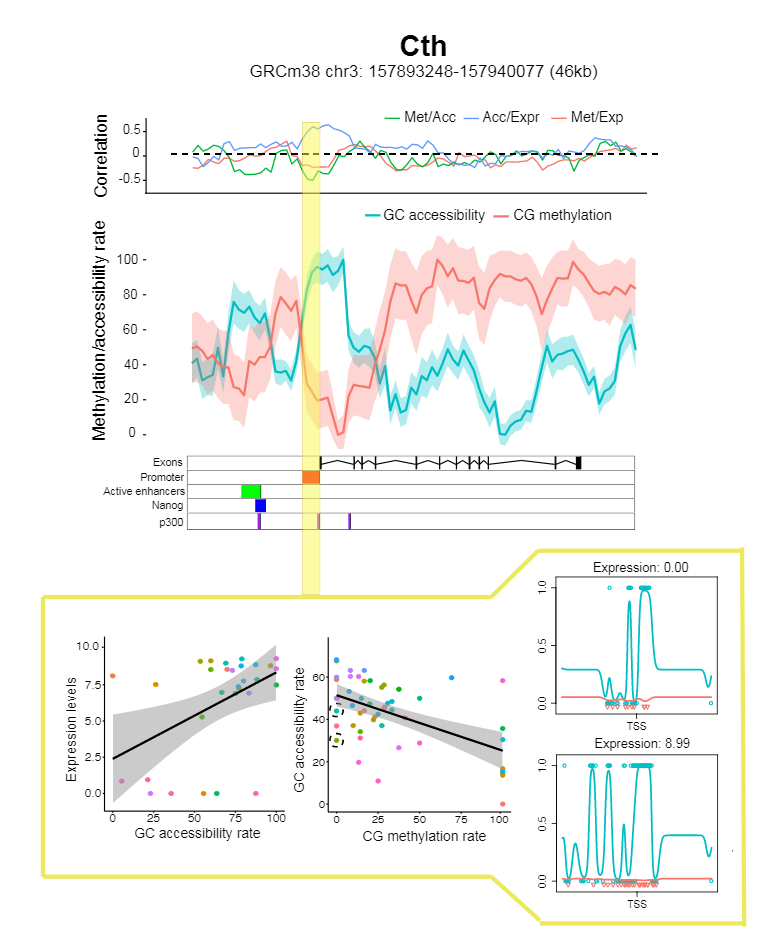 Cth
GRCm38 chr3: 157893248-157940077 (46kb)
Met/Acc Acc/Expr Met/Exp
Correlation
0.5
0
-0.5
GC accessibility CG methylation
Methylation/accessibility rate
100
80
60
40
20
0
Exons
Promoter
Active enhancers
Nanog
p300
Expression levels
10.0
7.5
5.0
2.5
0.0
0 25 50 75 100
GC accessibility rate
GC accessibility rate
60
40
20
0
0 25 50 75 100
CG methylation rate
Expression: 0.00
1.0
0.5
0.0
TSS
Expression: 8.99
1.0
0.5
0.0
TSS